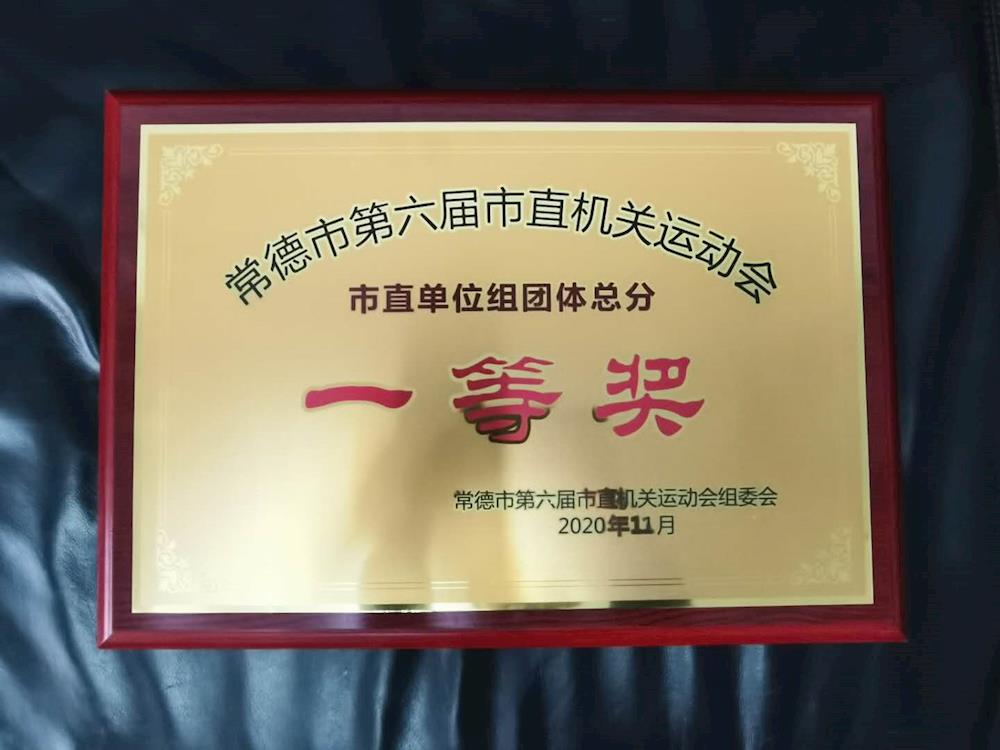 常德市第六届市直机关运动会
市直单位组团体总分
一等奖
常德市第六届市直机关运动会组委会
2020年11月